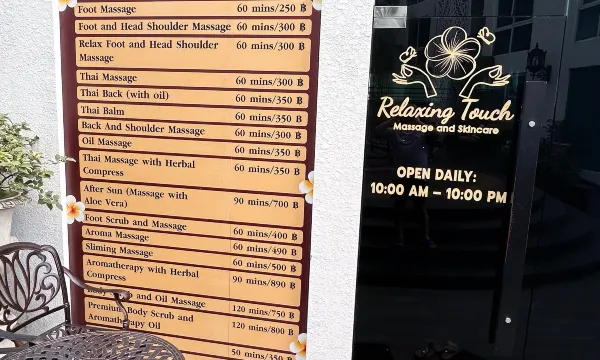 Foot Massage 60 mins/250 ฿
Foot and Head Shoulder Massage 60 mins/300 ฿
Relax Foot and Head Shoulder 60 mins/300 ฿
Massage
Thai Massage 60 mins/300 ฿
Thai Back (with oil) 60 mins/350 ฿
Thai Balm 60 mins/350 ฿
Back And Shoulder Massage 60 mins/300 ฿
Oil Massage 60 mins/350 ฿
Thai Massage with Herbal 60 mins/350 ฿
Compress
After Sun (Massage with 90 mins/700 ฿
Aloe Vera)
Foot Scrub and Massage 60 mins/400 ฿
Aroma Massage 60 mins/490 ฿
Sliming Massage 60 mins/500 ฿
Aromatherapy with Herbal 90 mins/890 ฿
Compress
Body and Oil Massage 120 mins/750 ฿
Premium Body Scrub and 120 mins/800 ฿
Aromatherapy Oil
50 mins/350 ฿
Relaxing Touch
Massage and Skincare
OPEN DAILY:
10:00 AM – 10:00 PM